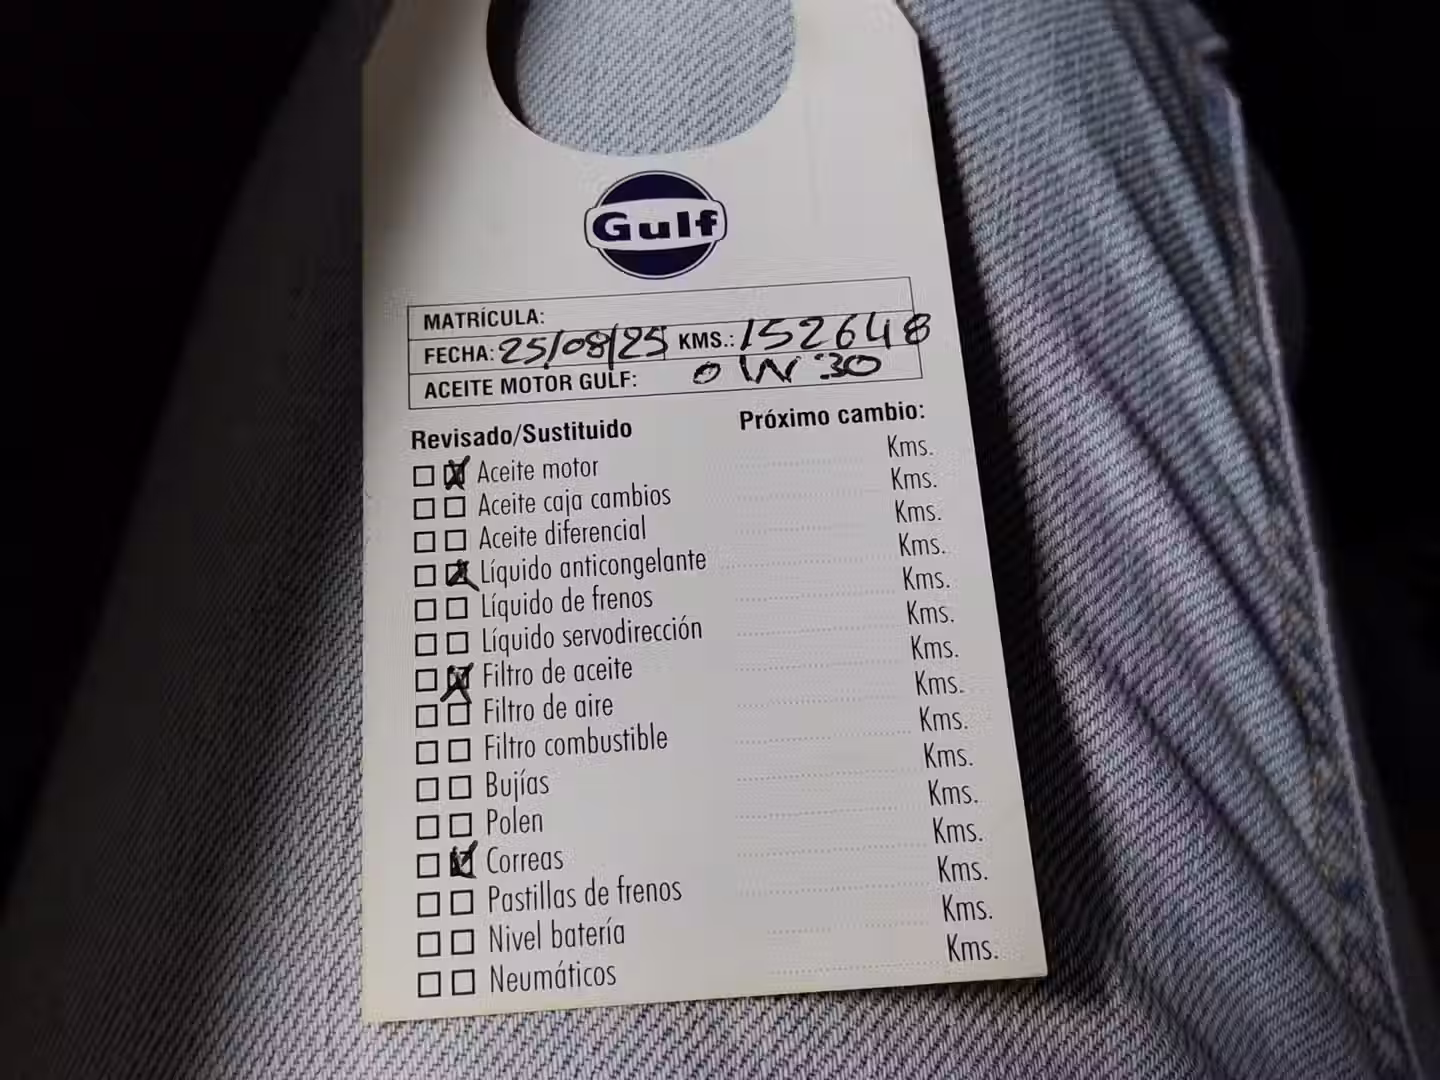 Gulf
MATRÍCULA:
FECHA: 25/08/25 KMS.: 152648
ACEITE MOTOR GULF: 0W30
Revisado/Sustituido Próximo cambio:
Aceite motor Kms.
Aceite caja cambios Kms.
Aceite diferencial Kms.
Líquido anticongelante Kms.
Líquido de frenos Kms.
Líquido servodirección Kms.
Filtro de aceite Kms.
Filtro de aire Kms.
Filtro combustible Kms.
Bujías Kms.
Polen Kms.
Correas Kms.
Pastillas de frenos Kms.
Nivel batería Kms.
Neumáticos Kms.